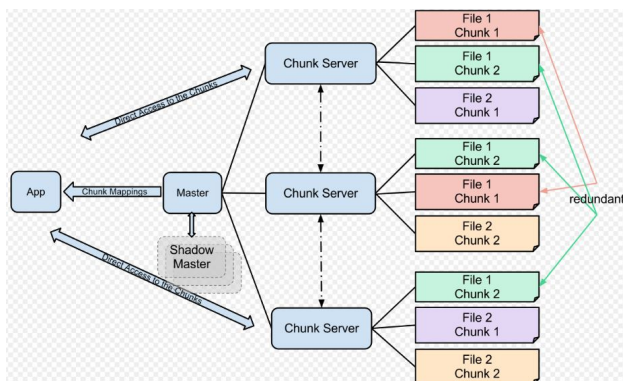 File 1
Chunk 1
File 1
Chunk 2
File 2
Chunk 1
Chunk Server
Direct Access to the Chunks
File 1
Chunk 2
File 1
Chunk 1
File 2
Chunk 2
Chunk Server
App
Chunk Mappings
Master
redundant
Shadow
Master
Direct Access to the Chunks
File 1
Chunk 2
File 2
Chunk 1
File 2
Chunk 2
Chunk Server